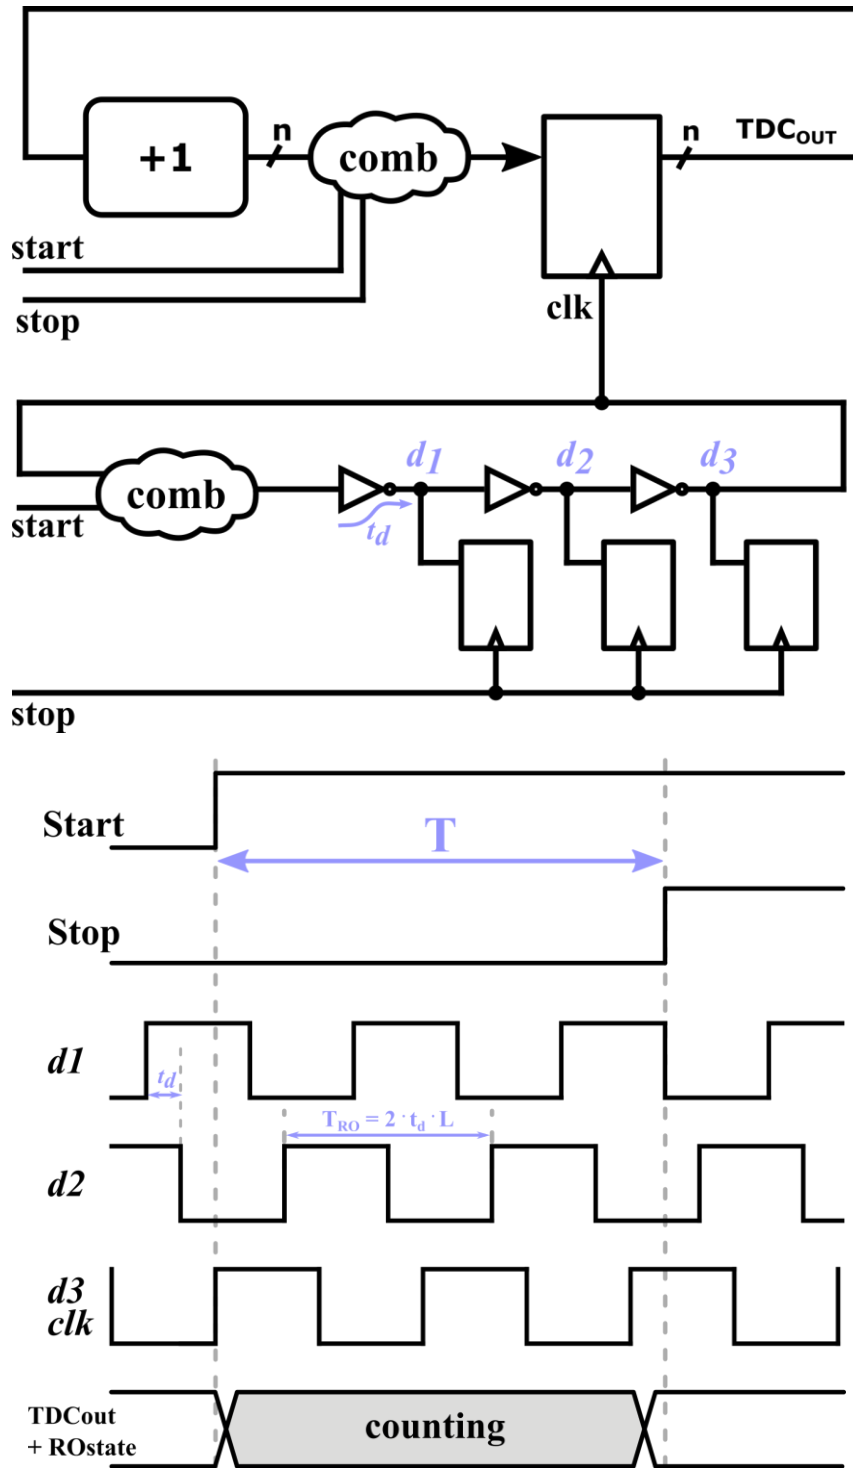 +1
n
comb
n
TDCOUT
start
stop
clk
d1
d2
d3
comb
start
td
stop
Start
T
Stop
d1
td
TRO = 2 · td · L
d2
d3
clk
TDCout
+ ROstate
counting